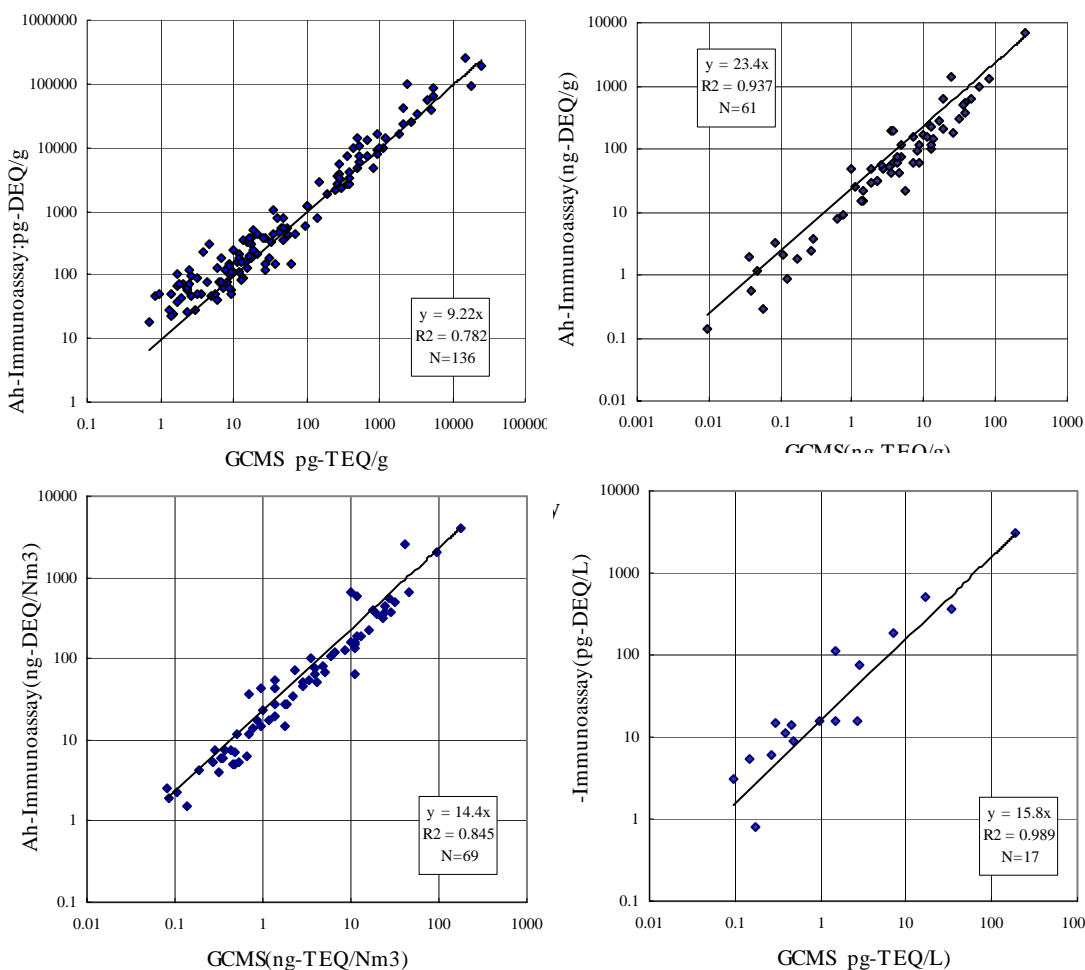 1000000
100000
10000
1000
100
10
1
0.1 1 10 100 1000 10000 100000
Ah-Immunoassay:pg-DEQ/g
GCMS pg-TEQ/g
y = 9.22x
R2 = 0.782
N=136
10000
1000
100
10
1
0.1
0.01
0.001 0.01 0.1 1 10 100 1000
Ah-Immunoassay(ng-DEQ/g)
GCMS(ng-TEQ/g)
y = 23.4x
R2 = 0.937
N=61
10000
1000
100
10
1
0.1
0.01 0.1 1 10 100 1000
Ah-Immunoassay(ng-DEQ/Nm3)
GCMS(ng-TEQ/Nm3)
y = 14.4x
R2 = 0.845
N=69
y
10000
1000
100
10
1
0.1
0.01 0.1 1 10 100 1000
-Immunoassay(pg-DEQ/L)
GCMS pg-TEQ/L)
y = 15.8x
R2 = 0.989
N=17